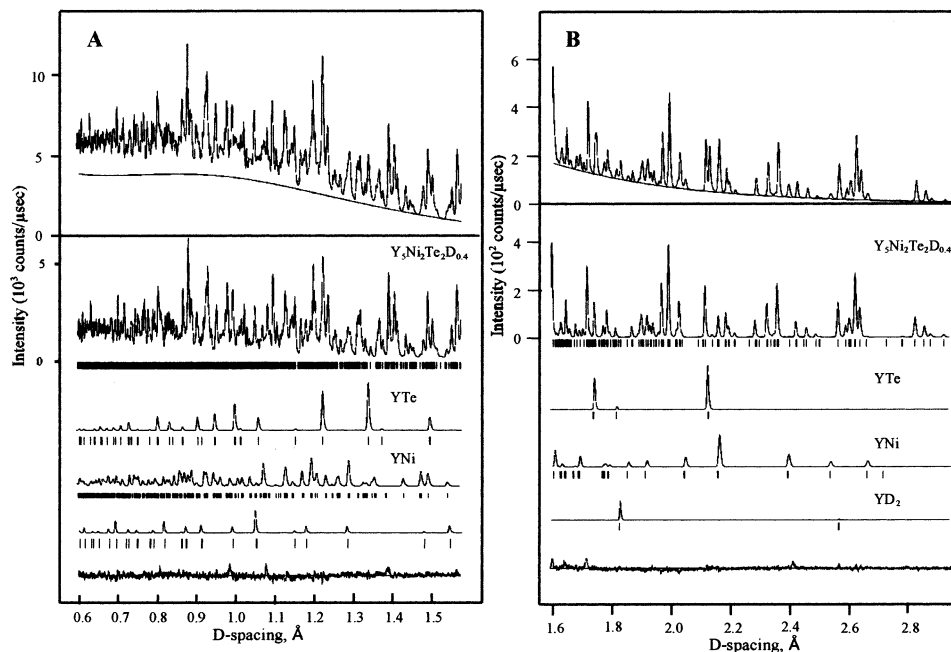 A
10
5
0
Intensity (10³ counts/μsec)
Y₅Ni₂Te₂D₀.₄
5
0
YTe
YNi
0.6 0.7 0.8 0.9 1.0 1.1 1.2 1.3 1.4 1.5
D-spacing, Å
B
6
4
2
0
Intensity (10² counts/μsec)
Y₅Ni₂Te₂D₀.₄
4
2
0
YTe
YNi
YD₂
1.6 1.8 2.0 2.2 2.4 2.6 2.8
D-spacing, Å